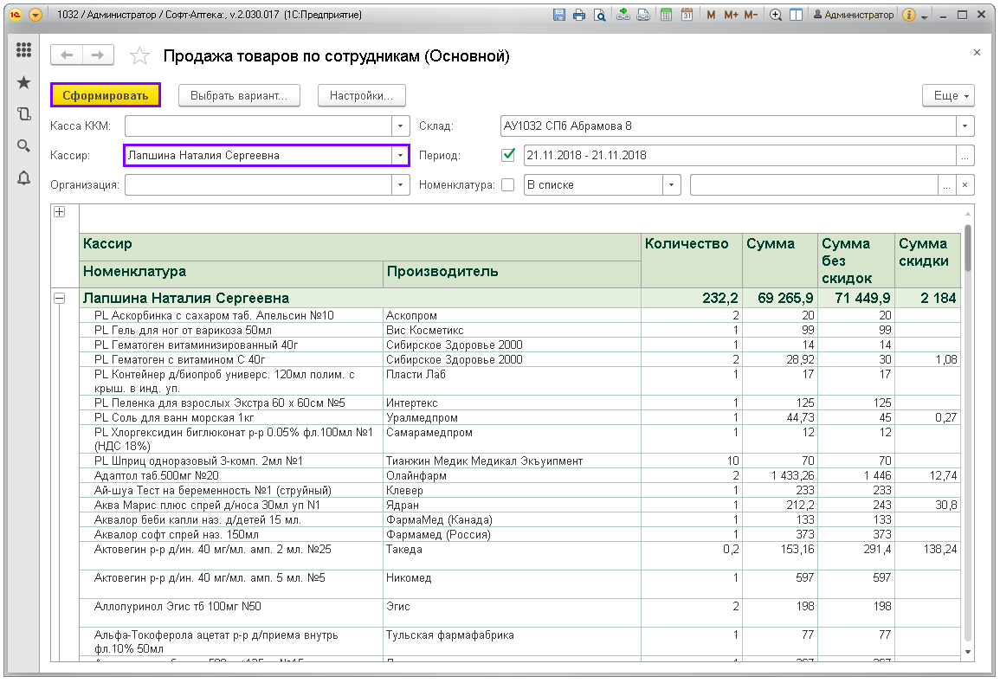 1032 / Администратор / Софт-Аптека:, v.2.030.017 (1С:Предприятие)
M M+ M- Администратор
Продажа товаров по сотрудникам (Основной)
Сформировать Выбрать вариант... Настройки... Еще
Касса ККМ: Склад: АУ1032 СПб Абрамова 8
Кассир: Лапшина Наталия Сергеевна Период: 21.11.2018 - 21.11.2018 ...
Организация: Номенклатура: В списке ... ×
Кассир Количество Сумма Сумма без скидок Сумма скидки
Номенклатура Производитель
Лапшина Наталия Сергеевна 232,2 69 265,9 71 449,9 2 184
PL Аскорбинка с сахаром таб. Апельсин №10 Аскопром 2 20 20
PL Гель для ног от варикоза 50мл Вис Косметикс 1 99 99
PL Гематоген витаминизированный 40г Сибирское Здоровье 2000 1 14 14
PL Гематоген с витамином С 40г Сибирское Здоровье 2000 2 28,92 30 1,08
PL Контейнер д/биопроб универс. 120мл полим. с Пласти Лаб 1 17 17
крыш. в инд. уп.
PL Пеленка для взрослых Экстра 60 х 60см №5 Интертекс 1 125 125
PL Соль для ванн морская 1кг Уралмедпром 1 44,73 45 0,27
PL Хлоргексидин биглюконат р-р 0.05% фл.100мл №1 Самарамедпром 1 12 12
(НДС 18%)
PL Шприц одноразовый 3-комп. 2мл №1 Тианжин Медик Медикал Экъуипмент 10 70 70
Адаптол таб.500мг №20 Олайнфарм 2 1 433,26 1 446 12,74
Ай-шуа Тест на беременность №1 (струйный) Клевер 1 233 233
Аква Марис плюс спрей д/носа 30мл уп N1 Ядран 1 212,2 243 30,8
Аквалор беби капли наз. д/детей 15 мл. ФармаМед (Канада) 1 133 133
Аквалор софт спрей наз. 150мл Фармамед (Россия) 1 373 373
Актовегин р-р д/ин. 40 мг/мл. амп. 2 мл. №25 Такеда 0,2 153,16 291,4 138,24
Актовегин р-р д/ин. 40 мг/мл. амп. 5 мл. №5 Никомед 1 597 597
Аллопуринол Эгис тб 100мг N50 Эгис 2 198 198
Альфа-Токоферола ацетат р-р д/приема внутрь Тульская фармафабрика 1 77 77
фл.10% 50мл